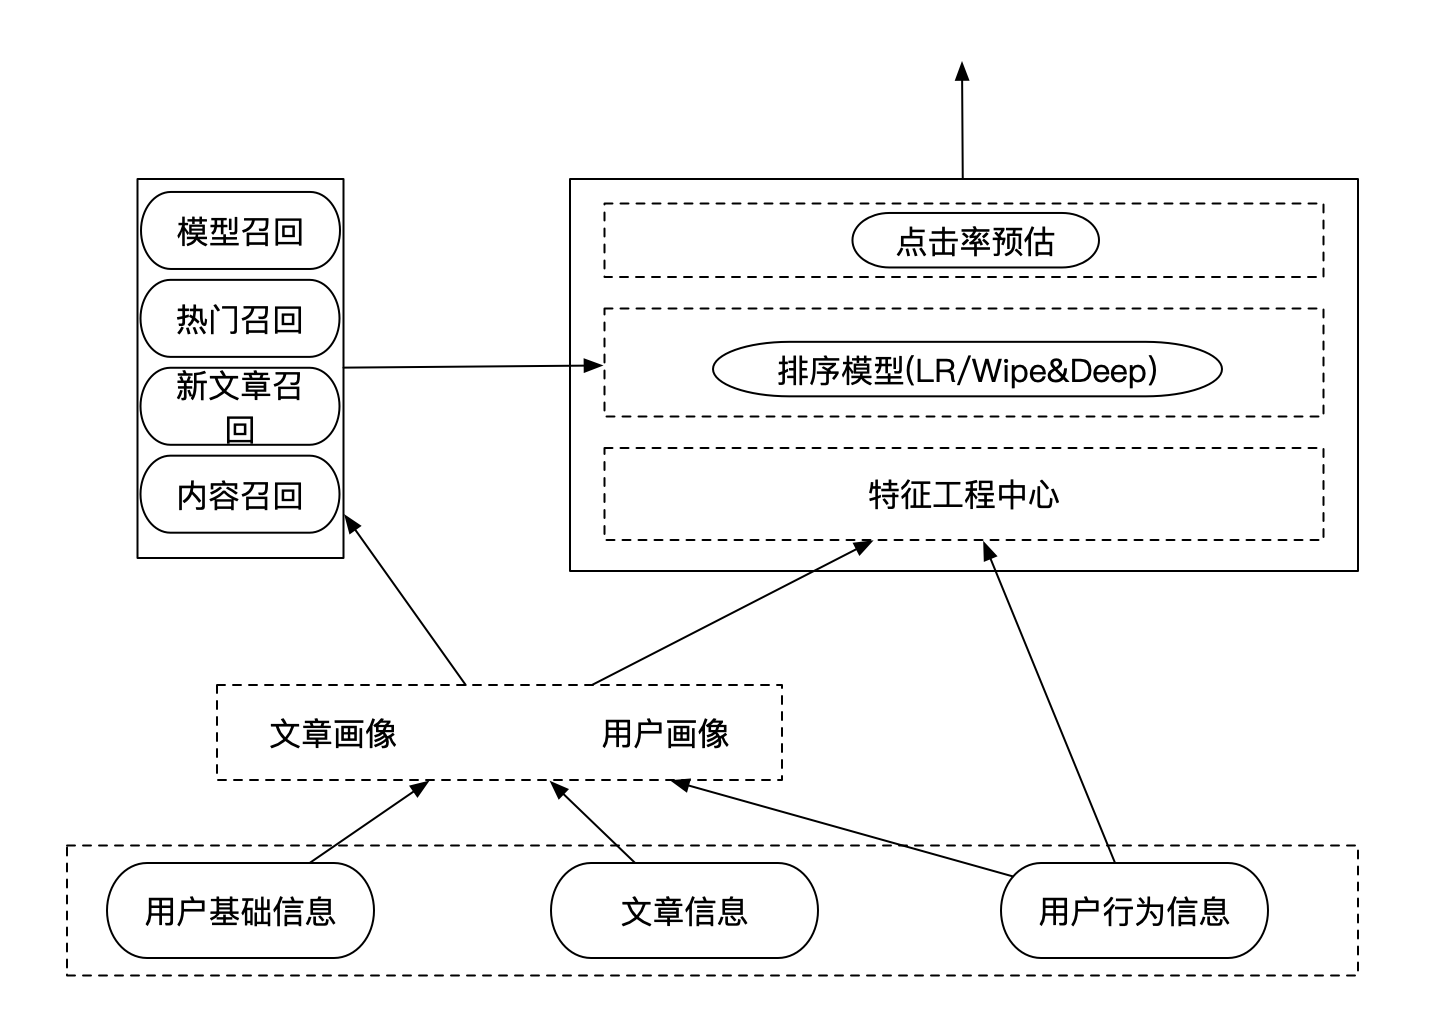 模型召回
热门召回
新文章召
回
内容召回
点击率预估
排序模型(LR/Wipe&Deep)
特征工程中心
文章画像
用户画像
用户基础信息
文章信息
用户行为信息